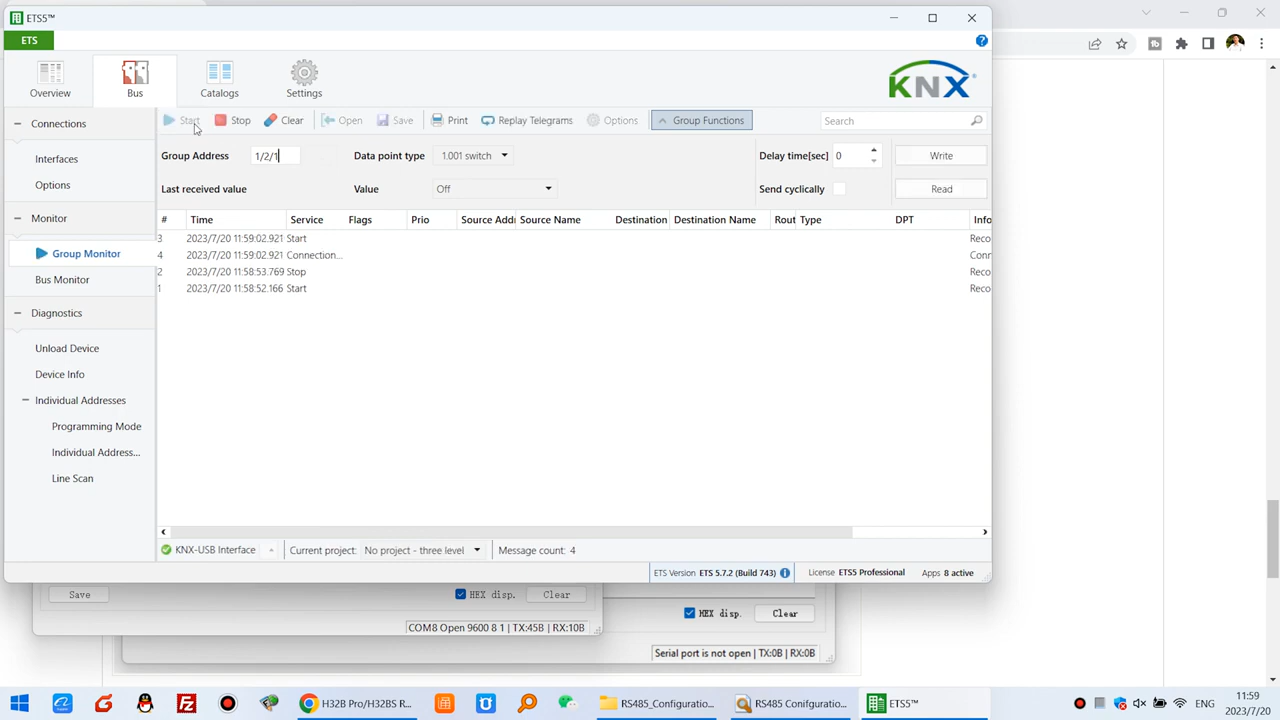 ETS5™
ETS
Overview
Bus
Catalogs
Settings
KNX
Connections
Start
Stop
Clear
Open
Save
Print
Replay Telegrams
Options
Group Functions
Search
Interfaces
Group Address
1/2/1
Data point type
1.001 switch
Delay time[sec]
0
Write
Options
Last received value
Value
Off
Send cyclically
Read
Monitor
# Time Service Flags Prio Source Addr Source Name Destination Destination Name Rout Type DPT Info
3 2023/7/20 11:59:02.921 Start Reco
Group Monitor
4 2023/7/20 11:59:02.921 Connection... Conn
2 2023/7/20 11:58:53.769 Stop Reco
Bus Monitor
1 2023/7/20 11:58:52.166 Start Reco
Diagnostics
Unload Device
Device Info
Individual Addresses
Programming Mode
Individual Address...
Line Scan
KNX-USB Interface
Current project:
No project - three level
Message count: 4
ETS Version ETS 5.7.2 (Build 743)
License ETS5 Professional
Apps 8 active
Save
HEX disp.
Clear
HEX disp.
Clear
COM8 Open 9600 8 1 | TX:45B | RX:10B
Serial port is not open | TX:0B | RX:0B
H32B Pro/H32BS R...
RS485_Configuratio...
RS485 Configuratio...
ETS5™
ENG
11:59
2023/7/20